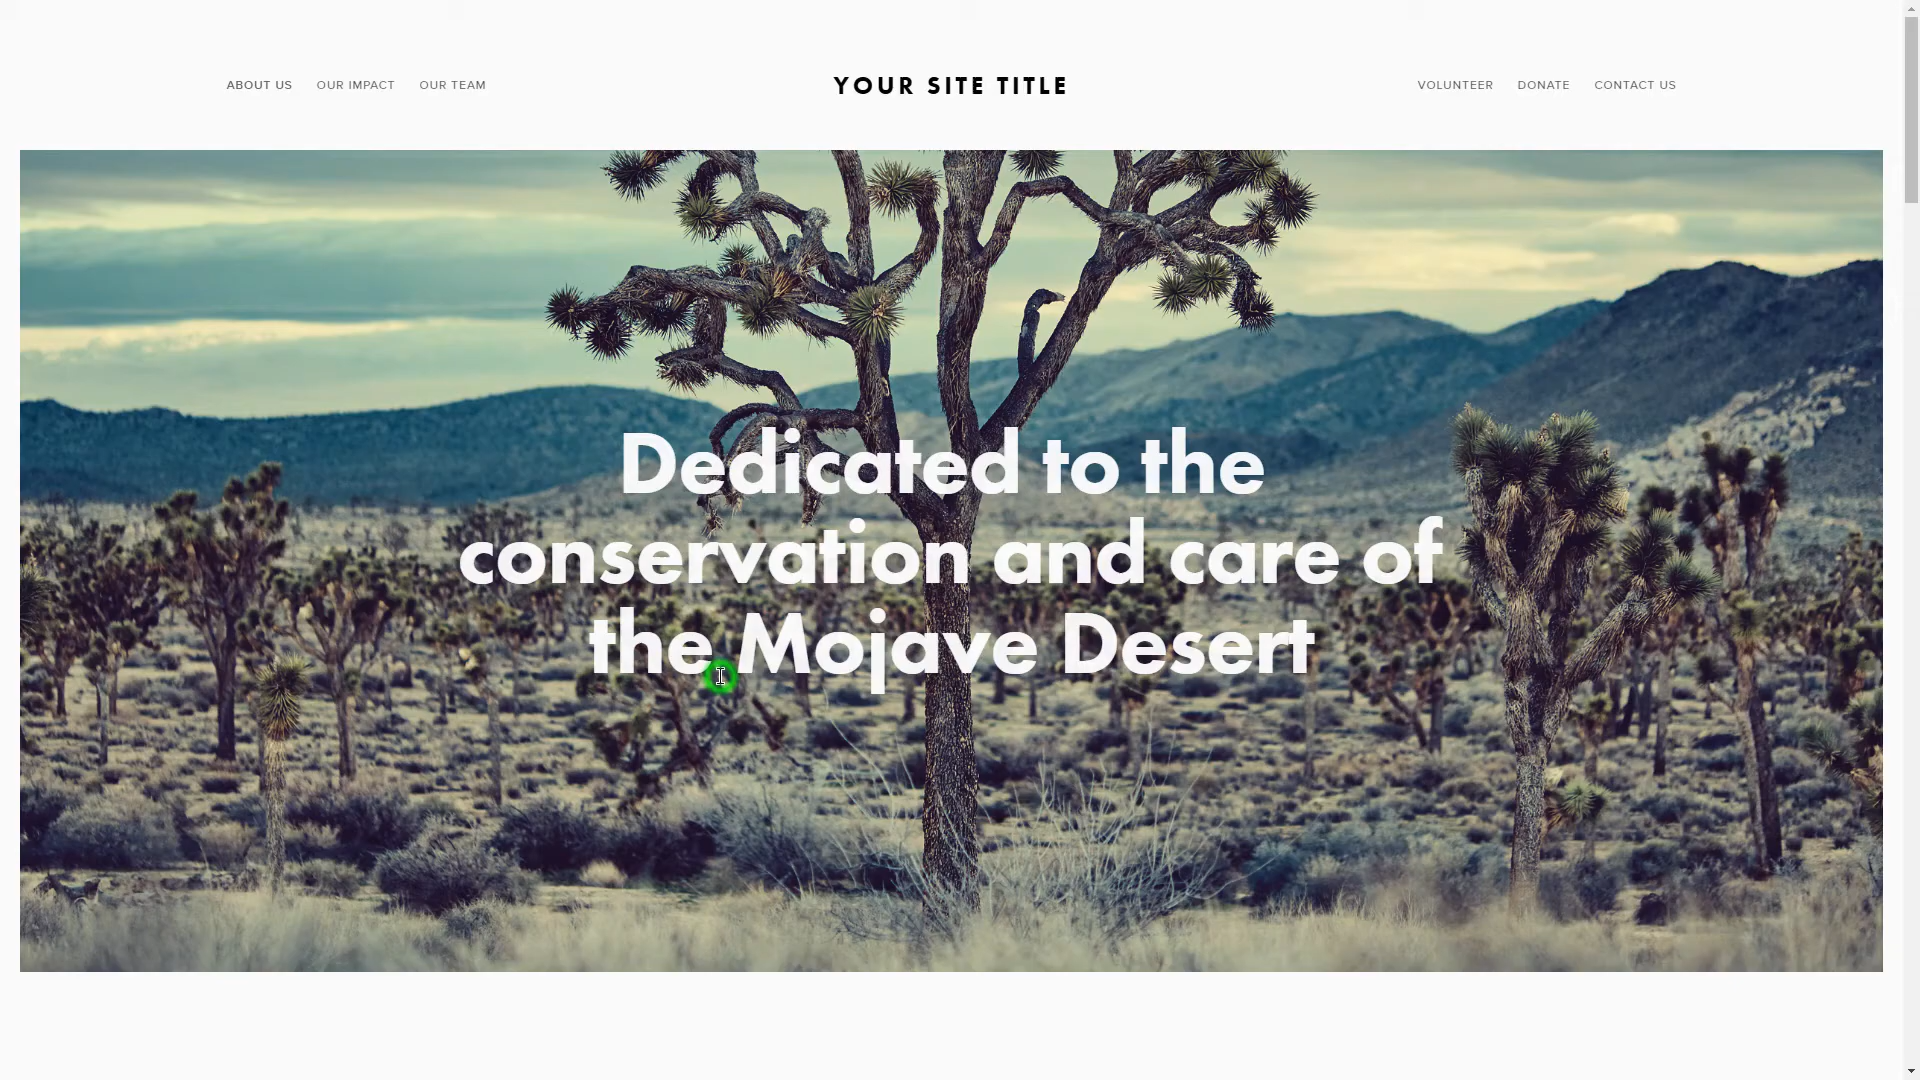 ABOUT US OUR IMPACT OUR TEAM YOUR SITE TITLE VOLUNTEER DONATE CONTACT US
Dedicated to the
conservation and care of
the Mojave Desert